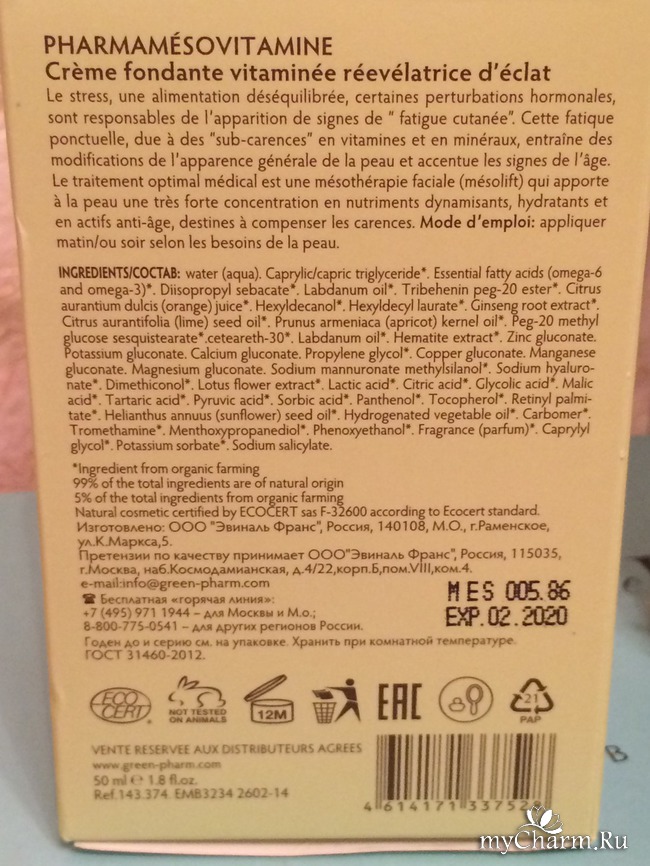 PHARMAMÉSOVITAMINE
Crème fondante vitaminée réevélatrice d'éclat
Le stress, une alimentation déséquilibrée, certaines perturbations hormonales,
sont responsables de l'apparition de signes de " fatigue cutanée". Cette fatique
ponctuelle, due à des "sub-carences" en vitamines et en minéraux, entraîne des
modifications de l'apparence générale de la peau et accentue les signes de l'âge.
Le traitement optimal médical est une mésothérapie faciale (mésolift) qui apporte
à la peau une très forte concentration en nutriments dynamisants, hydratants et
en actifs anti-âge, destines à compenser les carences. Mode d'emploi: appliquer
matin/ou soir selon les besoins de la peau.
INGREDIENTS/СОСТАВ: water (aqua). Caprylic/capric triglyceride*. Essential fatty acids (omega-6
and omega-3)*. Diisopropyl sebacate*. Labdanum oil*. Tribehenin peg-20 ester*. Citrus
aurantium dulcis (orange) juice*. Hexyldecanol*. Hexyldecyl laurate*. Ginseng root extract*.
Citrus aurantifolia (lime) seed oil*. Prunus armeniaca (apricot) kernel oil*. Peg-20 methyl
glucose sesquistearate*.ceteareth-30*. Labdanum oil*. Hematite extract*. Zinc gluconate.
Potassium gluconate. Calcium gluconate. Propylene glycol*. Copper gluconate. Manganese
gluconate. Magnesium gluconate. Sodium mannuronate methylsilanol*. Sodium hyaluro-
nate*. Dimethiconol*. Lotus flower extract*. Lactic acid*. Citric acid*. Glycolic acid*. Malic
acid*. Tartaric acid*. Pyruvic acid*. Sorbic acid*. Panthenol*. Tocopherol*. Retinyl palmi-
tate*. Helianthus annuus (sunflower) seed oil*. Hydrogenated vegetable oil*. Carbomer*.
Tromethamine*. Menthoxypropanediol*. Phenoxyethanol*. Fragrance (parfum)*. Caprylyl
glycol*. Potassium sorbate*. Sodium salicylate.
*Ingredient from organic farming
99% of the total ingredients are of natural origin
5% of the total ingredients from organic farming
Natural cosmetic certified by ECOCERT sas F-32600 according to Ecocert standard.
Изготовлено: ООО "Эвиналь Франс", Россия, 140108, М.О., г.Раменское,
ул.К.Маркса,5.
Претензии по качеству принимает ООО"Эвиналь Франс", Россия, 115035,
г.Москва, наб.Космодамианская, д.4/22,корп.Б,пом.VIII,ком.4.
e-mail:info@green-pharm.com
☎ Бесплатная «горячая линия»:
+7 (495) 971 1944 – для Москвы и М.о.;
8-800-775-0541 – для других регионов России.
MES 005.86
EXP.02.2020
Годен до и серию см. на упаковке. Хранить при комнатной температуре.
ГОСТ 31460-2012.
ECO CERT
NOT TESTED ON ANIMALS
12M
EAC
21
PAP
VENTE RESERVEE AUX DISTRIBUTEURS AGREES
www.green-pharm.com
50 ml ℮ 1.8 fl.oz.
Ref.143.374. EMB3234 2602-14
4 614171 33752
B
myCharm.Ru